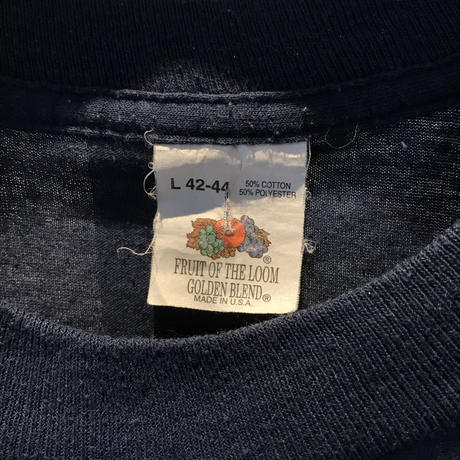 L 42-44
50% COTTON
50% POLYESTER
®
FRUIT OF THE LOOM
GOLDEN BLEND®
MADE IN U.S.A.